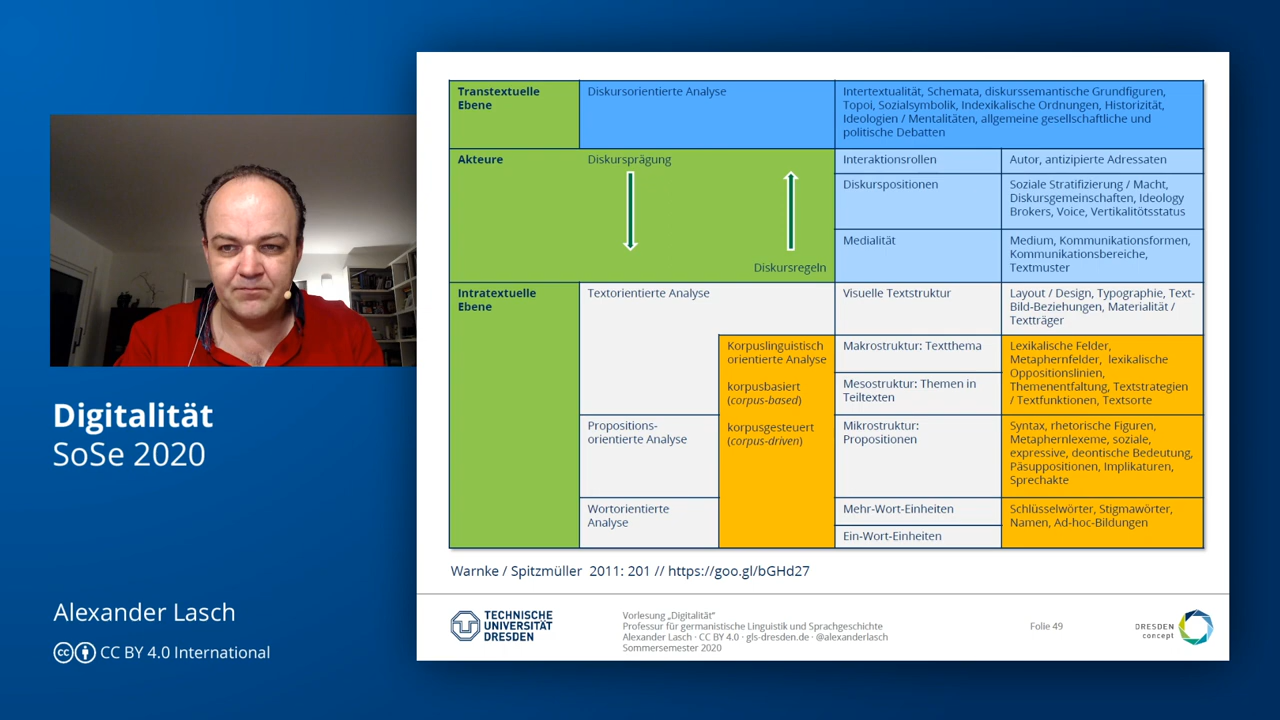 Transtextuelle
Ebene
Diskursorientierte Analyse
Intertextualität, Schemata, diskurssemantische Grundfiguren,
Topoi, Sozialsymbolik, Indexikalische Ordnungen, Historizität,
Ideologien / Mentalitäten, allgemeine gesellschaftliche und
politische Debatten
Akteure
Diskursprägung
Diskursregeln
Interaktionsrollen
Autor, antizipierte Adressaten
Diskurspositionen
Soziale Stratifizierung / Macht,
Diskursgemeinschaften, Ideology
Brokers, Voice, Vertikalitötsstatus
Medialität
Medium, Kommunikationsformen,
Kommunikationsbereiche,
Textmuster
Intratextuelle
Ebene
Textorientierte Analyse
Visuelle Textstruktur
Layout / Design, Typographie, Text-
Bild-Beziehungen, Materialität /
Textträger
Korpuslinguistisch
orientierte Analyse
korpusbasiert
(corpus-based)
korpusgesteuert
(corpus-driven)
Makrostruktur: Textthema
Mesostruktur: Themen in
Teiltexten
Lexikalische Felder,
Metaphernfelder, lexikalische
Oppositionslinien,
Themenentfaltung, Textstrategien
/ Textfunktionen, Textsorte
Propositions-
orientierte Analyse
Mikrostruktur:
Propositionen
Syntax, rhetorische Figuren,
Metaphernlexeme, soziale,
expressive, deontische Bedeutung,
Päsuppositionen, Implikaturen,
Sprechakte
Wortorientierte
Analyse
Mehr-Wort-Einheiten
Ein-Wort-Einheiten
Schlüsselwörter, Stigmawörter,
Namen, Ad-hoc-Bildungen
Warnke / Spitzmüller 2011: 201 // https://goo.gl/bGHd27
Digitalität
SoSe 2020
Alexander Lasch
CC BY 4.0 International
TECHNISCHE
UNIVERSITÄT
DRESDEN
Vorlesung „Digitalität“
Professur für germanistische Linguistik und Sprachgeschichte
Alexander Lasch · CC BY 4.0 · gls-dresden.de · @alexanderlasch
Sommersemester 2020
Folie 49
DRESDEN
concept